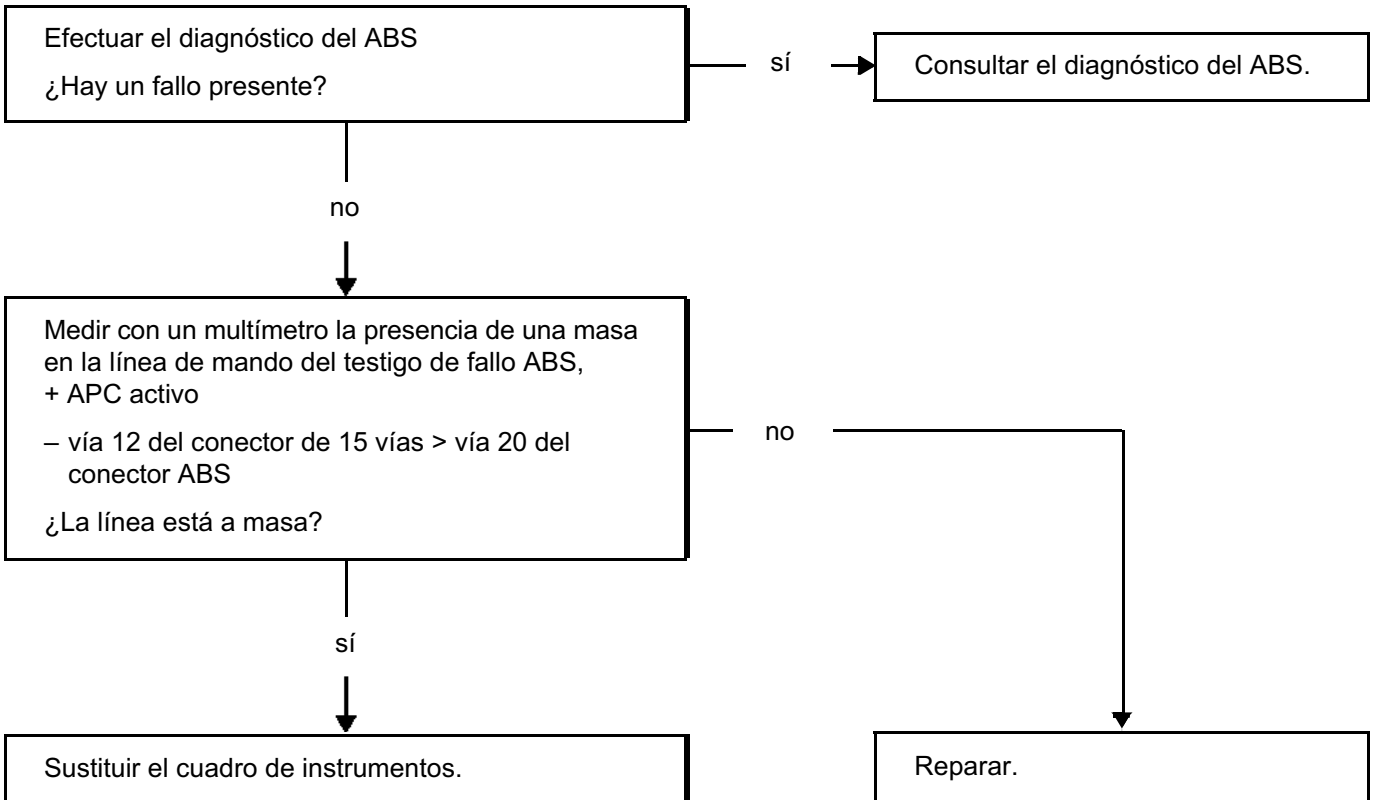 Efectuar el diagnóstico del ABS
¿Hay un fallo presente?
sí
Consultar el diagnóstico del ABS.
no
Medir con un multímetro la presencia de una masa
en la línea de mando del testigo de fallo ABS,
+ APC activo
– vía 12 del conector de 15 vías > vía 20 del
conector ABS
¿La línea está a masa?
no
sí
Sustituir el cuadro de instrumentos.
Reparar.